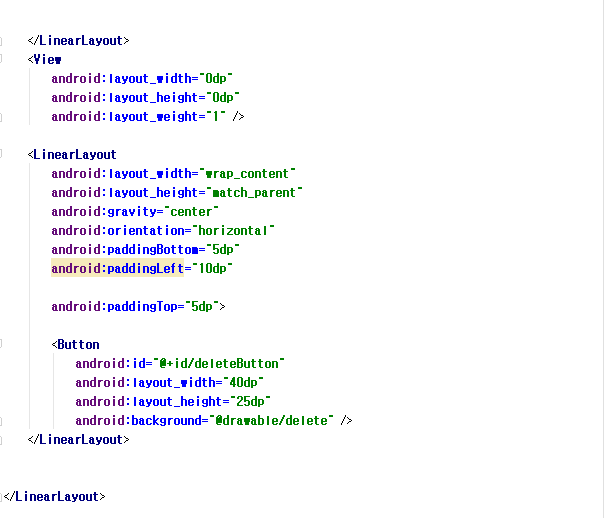 </LinearLayout>
<View
android:layout_width="0dp"
android:layout_height="0dp"
android:layout_weight="1" />
<LinearLayout
android:layout_width="wrap_content"
android:layout_height="match_parent"
android:gravity="center"
android:orientation="horizontal"
android:paddingBottom="5dp"
android:paddingLeft="10dp"
android:paddingTop="5dp">
<Button
android:id="@+id/deleteButton"
android:layout_width="40dp"
android:layout_height="25dp"
android:background="@drawable/delete" />
</LinearLayout>
</LinearLayout>